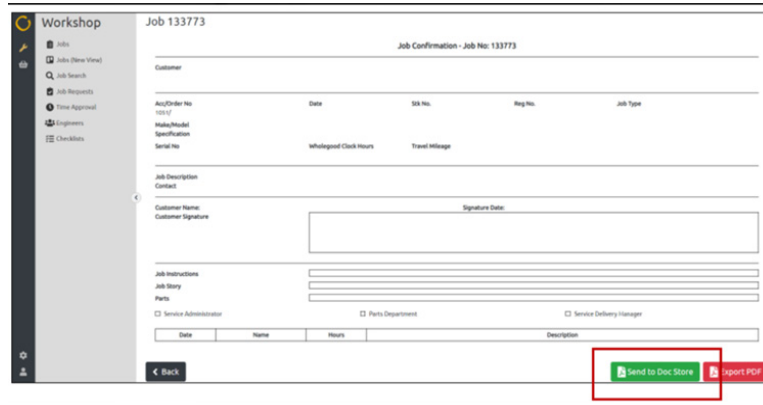 Workshop
Jobs
Jobs (New View)
Job Search
Job Requests
Time Approval
Engineers
Checklists
Job 133773
Job Confirmation - Job No: 133773
Customer
Acc/Order No Date Stk No. Reg No. Job Type
1051/
Make/Model
Specification
Serial No Wholegood Clock Hours Travel Mileage
Job Description
Contact
Customer Name: Signature Date:
Customer Signature
Job Instructions
Job Story
Parts
Service Administrator Parts Department Service Delivery Manager
Date Name Hours Description
Back Send to Doc Store Export PDF